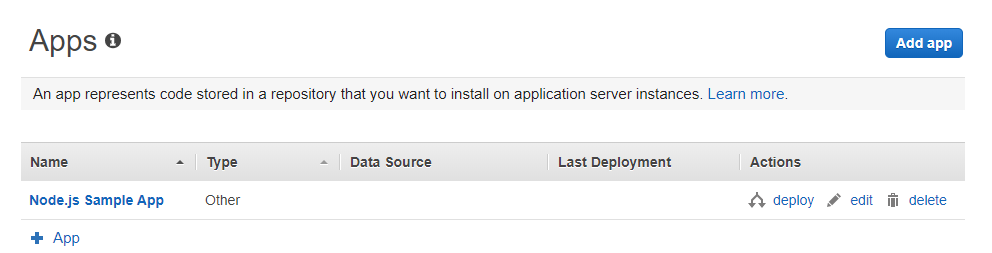 Apps
Add app
An app represents code stored in a repository that you want to install on application server instances. Learn more.
Name Type Data Source Last Deployment Actions
Node.js Sample App Other deploy edit delete
App